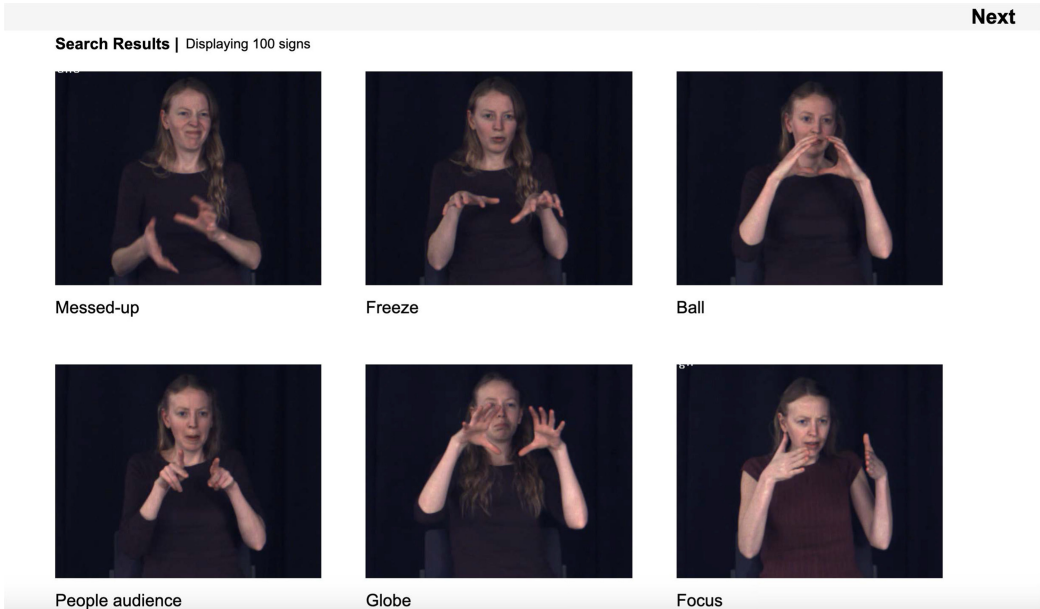 Next
Search Results | Displaying 100 signs
Messed-up
Freeze
Ball
People audience
Globe
Focus